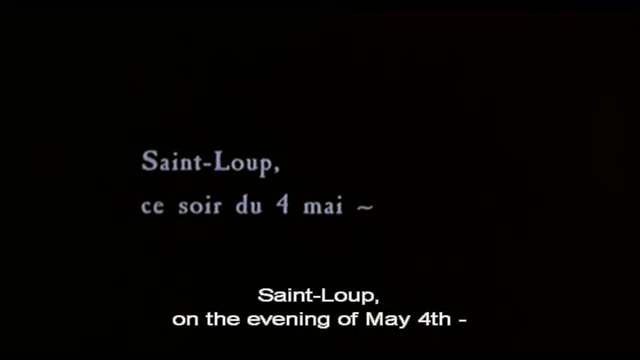 Saint-Loup,
ce soir du 4 mai ~
Saint-Loup,
on the evening of May 4th -